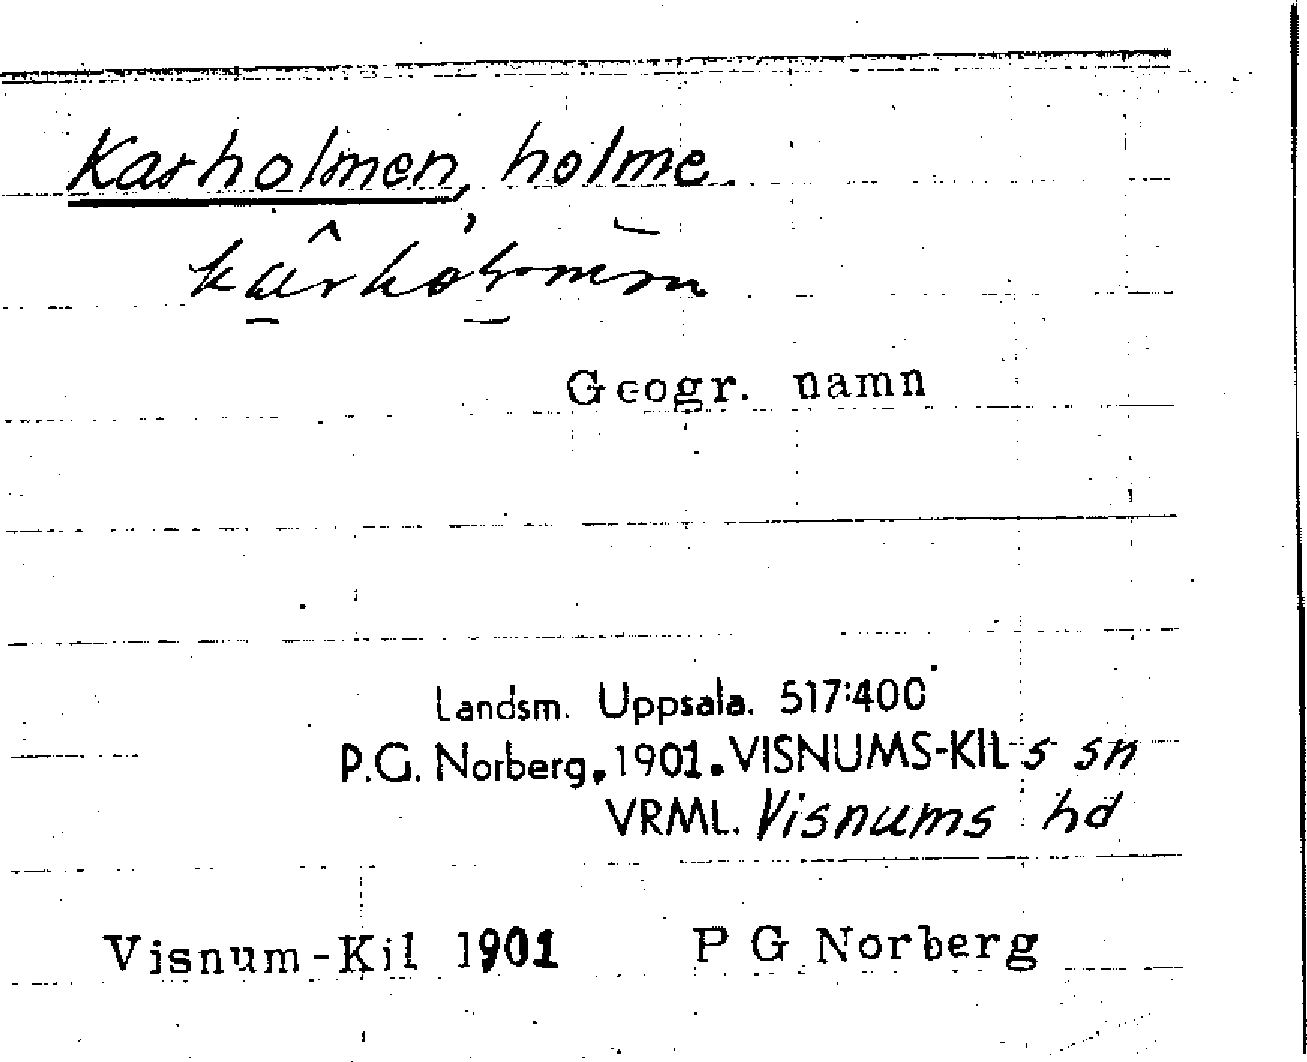 Karholmen, holme
Geogr. namn
Landsm. Uppsala. 517:400
P.G. Norberg, 1901. VISNUMS-KIL s sn
VRML. Visnums hd
Visnum-Kil 1901 P G Norberg